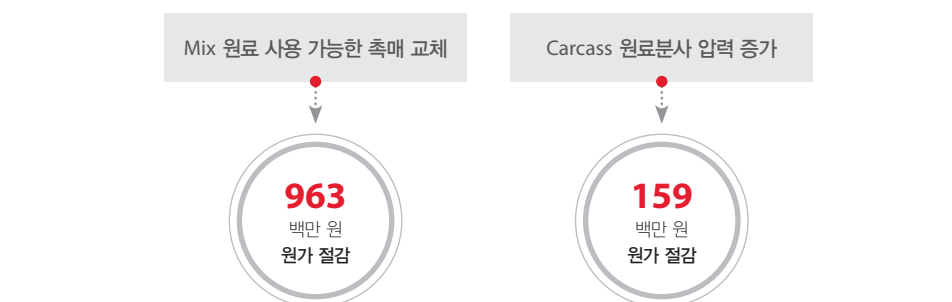 Mix 원료 사용 가능한 촉매 교체
Carcass 원료분사 압력 증가
963
백만 원
원가 절감
159
백만 원
원가 절감